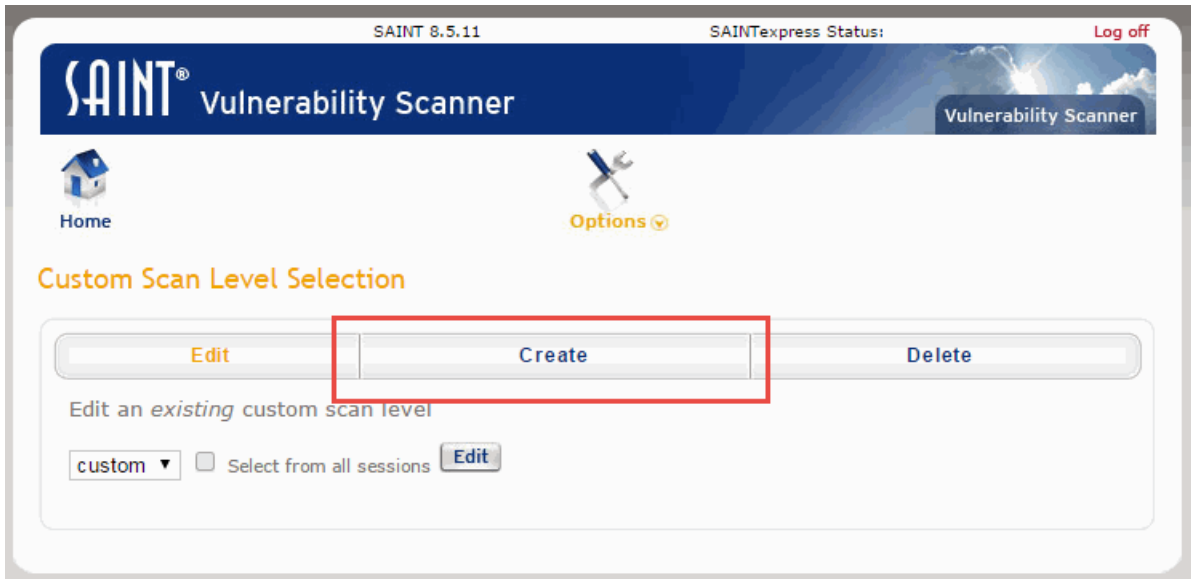 SAINT 8.5.11 SAINTexpress Status: Log off
SAINT® Vulnerability Scanner
Vulnerability Scanner
Home Options
Custom Scan Level Selection
Edit Create Delete
Edit an existing custom scan level
custom Select from all sessions Edit